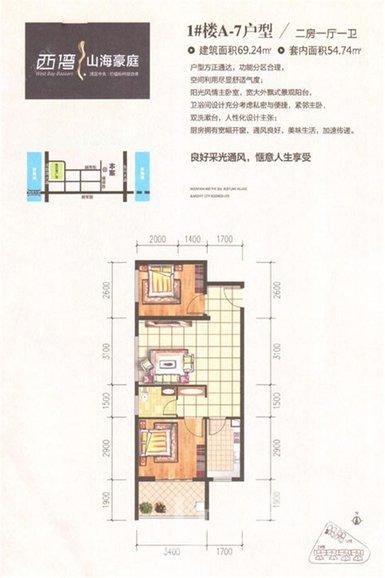 西湾 山海豪庭
West Bay Resort
1#楼A-7户型 / 二房一厅一卫
建筑面积69.24㎡ 套内面积54.74㎡
户型方正通达，功能分区合理，
空间利用尽显舒适气度；
阳光风情主卧室，宽大外飘式景观阳台，
卫浴间设计充分考虑私密与便捷，紧邻主卧，
双洗漱台，人性化设计主张；
厨房拥有宽幅开窗，通风良好，美味生活，加速传递。
良好采光通风，惬意人生享受
本案
2000 1400 1700
2600 2600
3100 3100
1500 1500
2900 2900
1900 1900
3400 1700